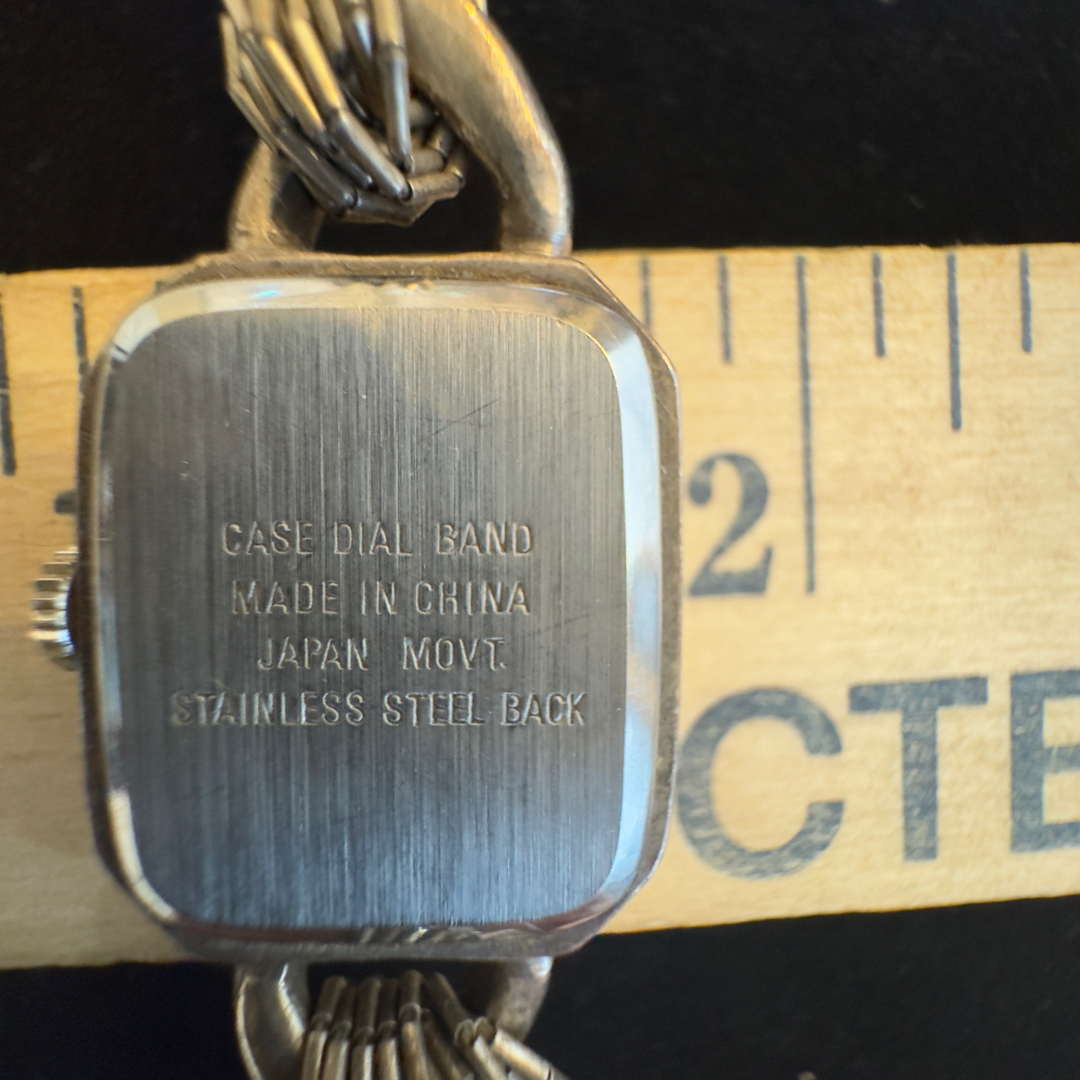 CASE DIAL BAND
MADE IN CHINA
JAPAN MOVT.
STAINLESS STEEL BACK
2
CTE